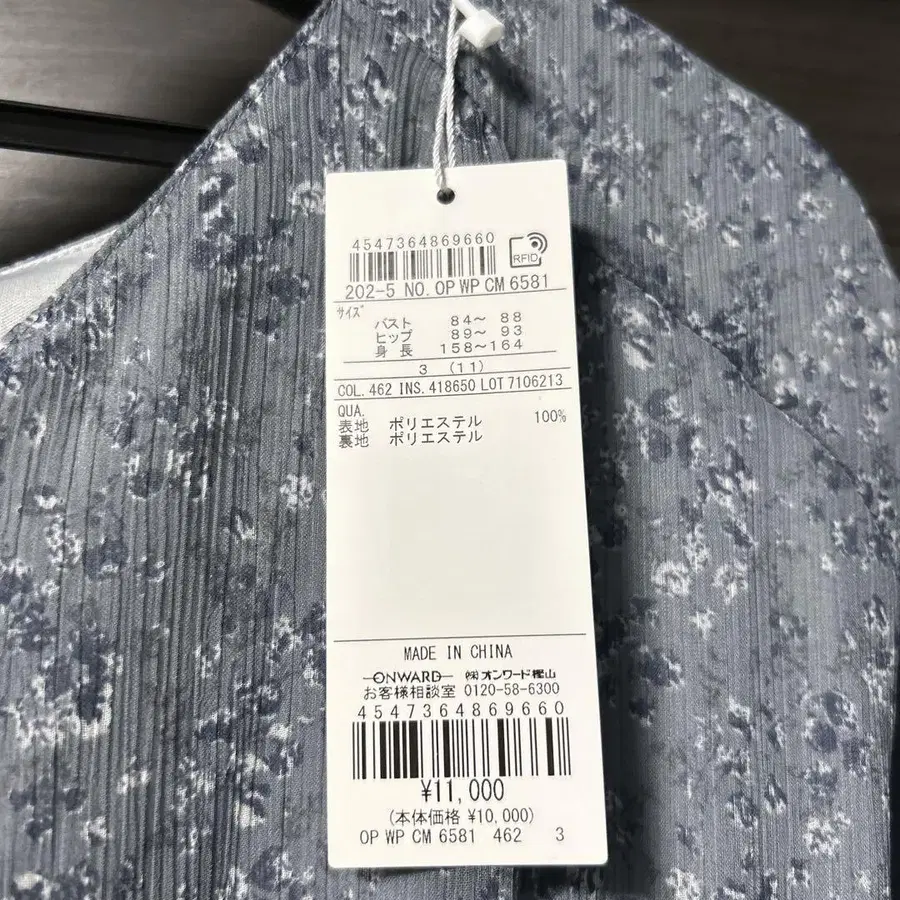 4547364869660
RFID
202-5 NO. OP WP CM 6581
サイズ
バスト 84～ 88
ヒップ 89～ 93
身長 158～164
3 (11)
COL. 462 INS. 418650 LOT 7106213
QUA.
表地 ポリエステル 100%
裏地 ポリエステル
MADE IN CHINA
ONWARD ㈱オンワード樫山
お客様相談室 0120-58-6300
4547364869660
¥11,000
(本体価格 ¥10,000)
OP WP CM 6581 462 3